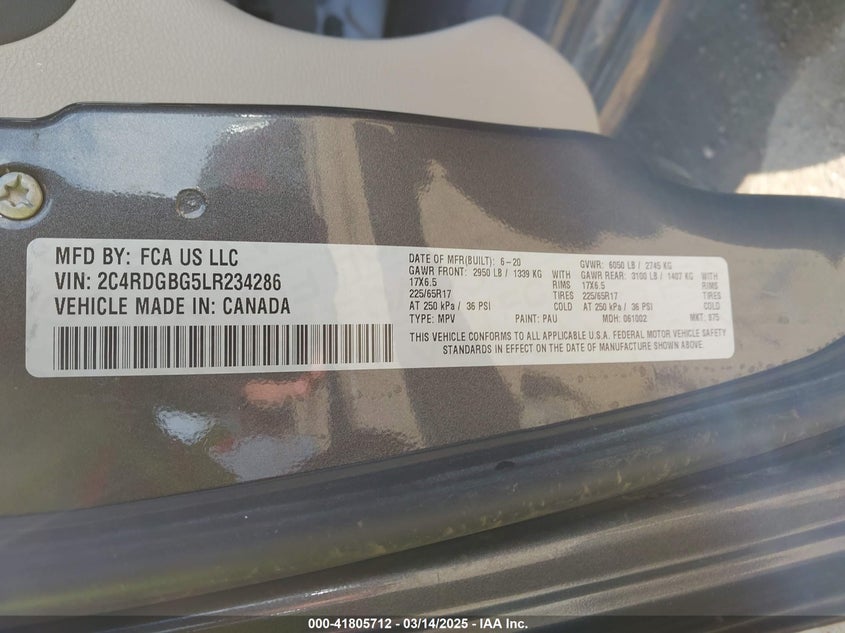 MFD BY: FCA US LLC
VIN: 2C4RDGBG5LR234286
VEHICLE MADE IN: CANADA
DATE OF MFR(BUILT): 6-20 GVWR: 6050 LB / 2745 KG
GAWR FRONT: 2950 LB / 1339 KG WITH GAWR REAR: 3100 LB / 1407 KG WITH
17X6.5 RIMS 17X6.5 RIMS
225/65R17 TIRES 225/65R17 TIRES
AT 250 kPa / 36 PSI COLD AT 250 kPa / 36 PSI COLD
TYPE: MPV PAINT: PAU MOH: 061002 MKT: 975
THIS VEHICLE CONFORMS TO ALL APPLICABLE U.S.A. FEDERAL MOTOR VEHICLE SAFETY
STANDARDS IN EFFECT ON THE DATE OF MANUFACTURE SHOWN ABOVE.
000-41805712 - 03/14/2025 - IAA Inc.